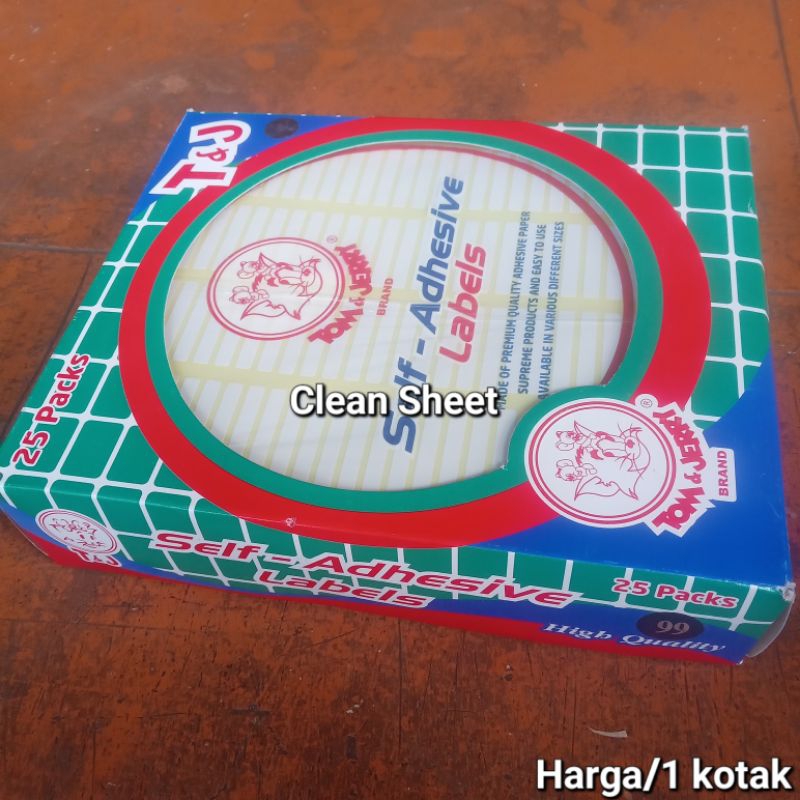 T&J
Self - Adhesive
Labels
TOM & JERRY
®
BRAND
MADE OF PREMIUM QUALITY ADHESIVE PAPER
SUPREME PRODUCTS AND EASY TO USE
AVAILABLE IN VARIOUS DIFFERENT SIZES
Clean Sheet
25 Packs
TOM & JERRY
®
BRAND
T&J
Self - Adhesive
Labels
25 Packs
99
High Quality
Harga/1 kotak